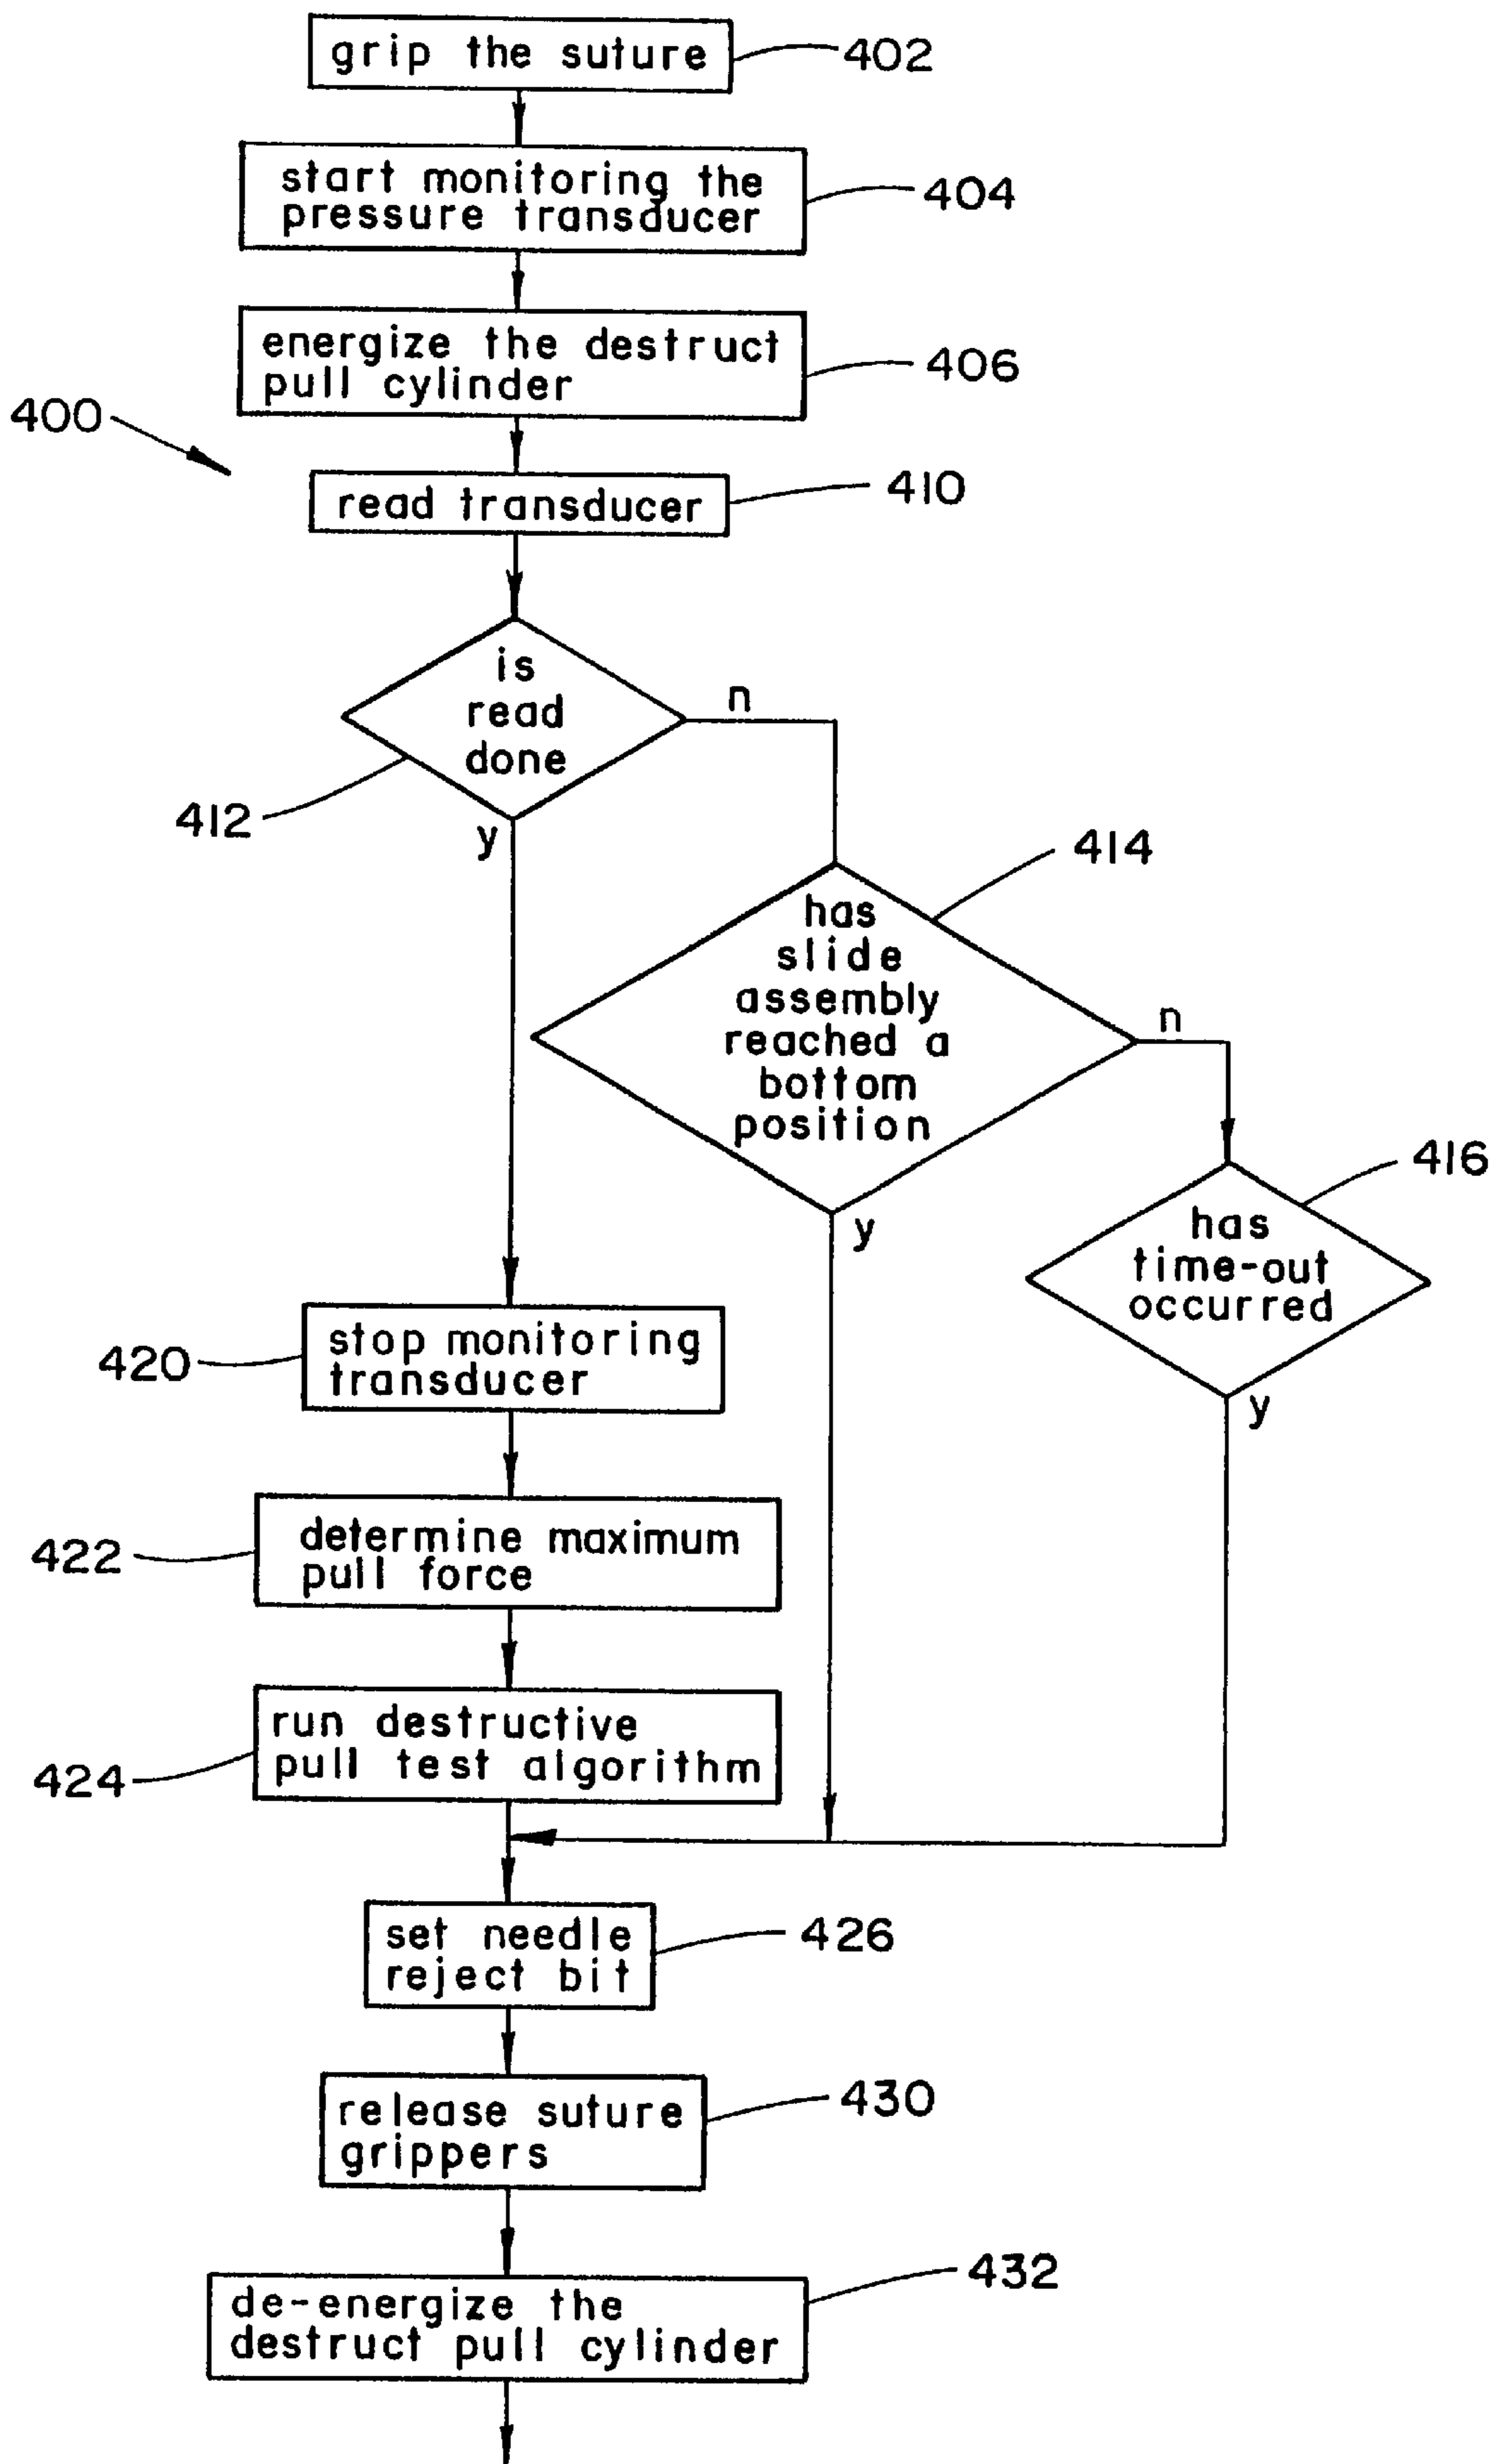 grip the suture
402
start monitoring the
pressure transducer
404
energize the destruct
pull cylinder
406
400
read transducer
410
is
read
done
n
412
y
414
has
slide
assembly
reached a
bottom
position
n
y
416
has
time-out
occurred
y
420
stop monitoring
transducer
422
determine maximum
pull force
424
run destructive
pull test algorithm
set needle
reject bit
426
release suture
grippers
430
de-energize the
destruct pull cylinder
432